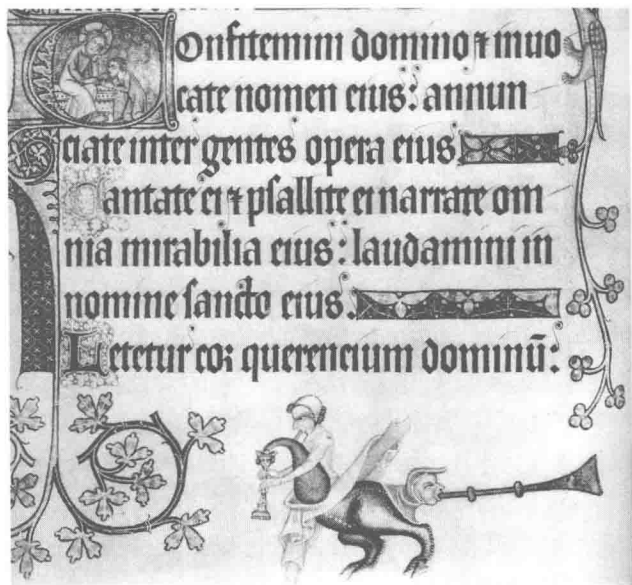 Confitemini domino ⁊ inuo
cate nomen eius: annun
ciate inter gentes opera eius
Cantate ei ⁊ psallite ei narrate om
nia mirabilia eius: laudamini in
nomine sancto eius.
Letetur cor querencium dominū: